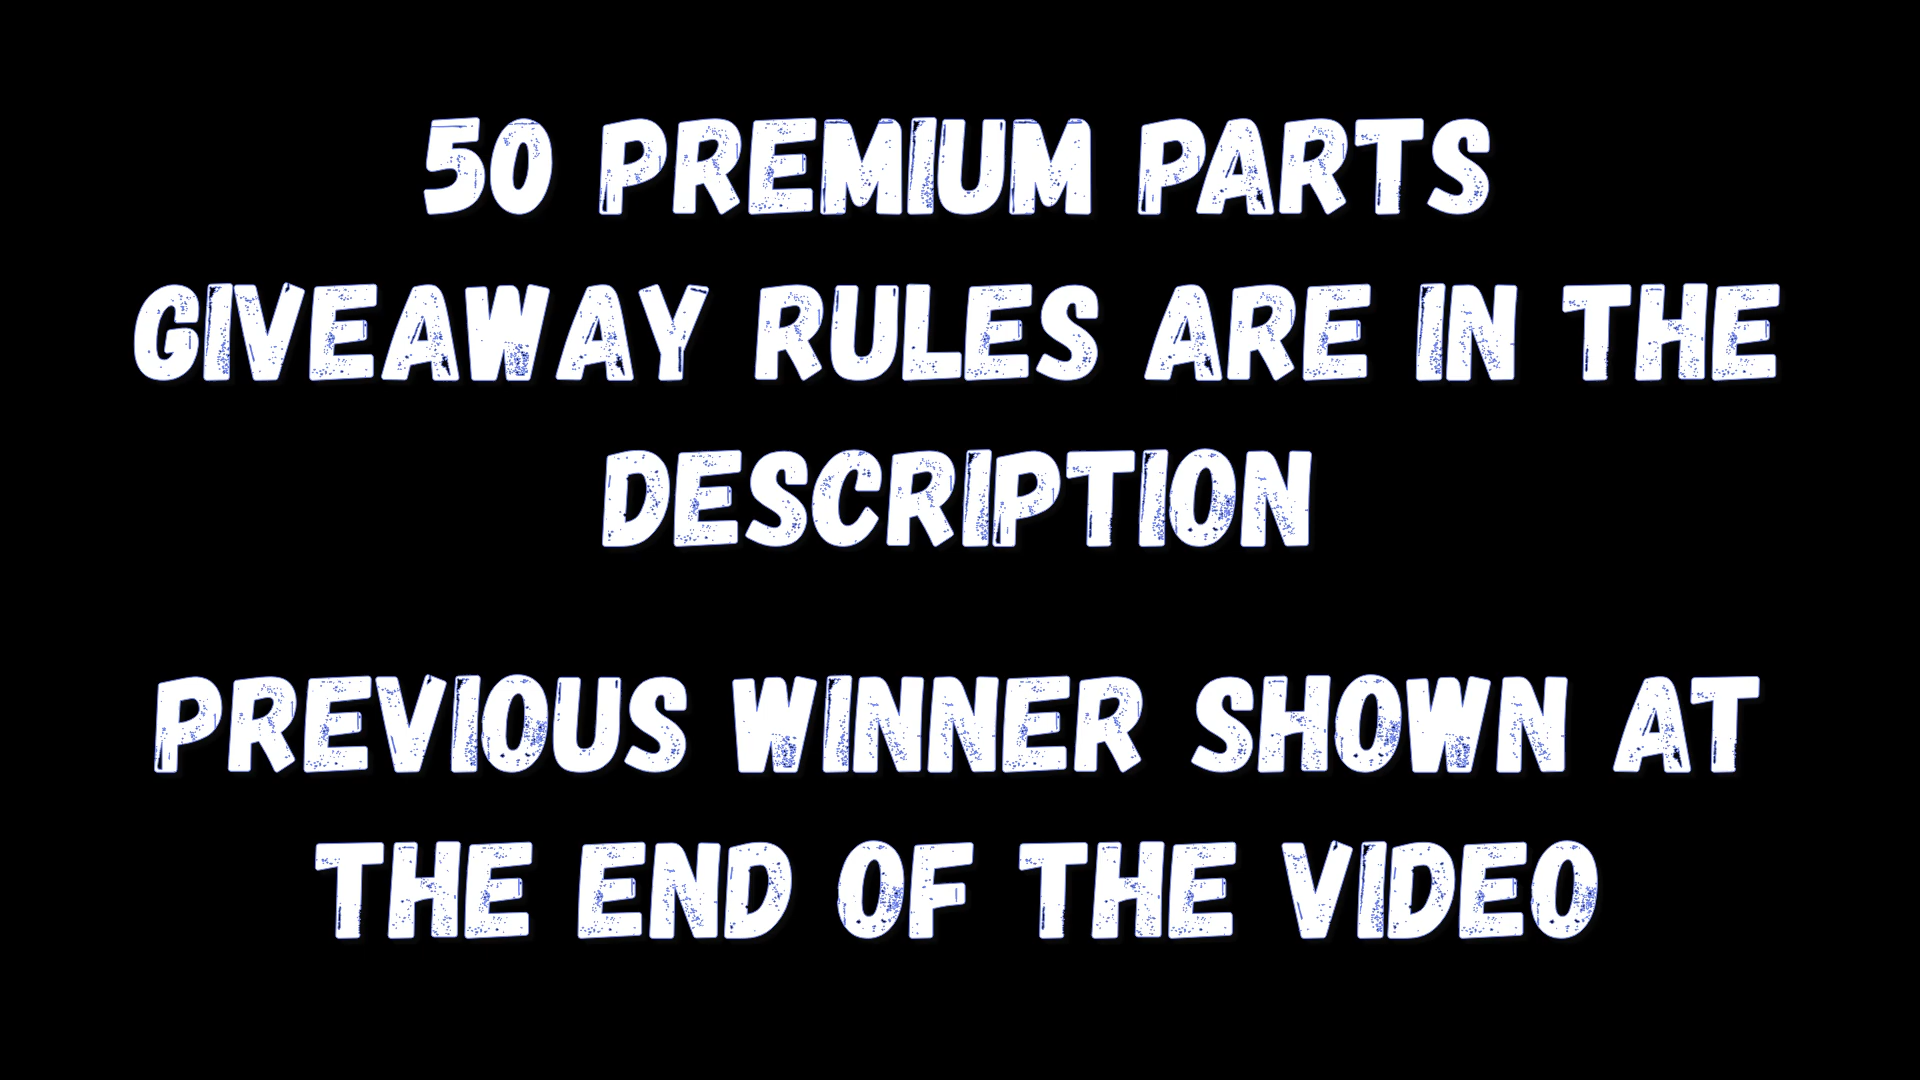 50 PREMIUM PARTS
GIVEAWAY RULES ARE IN THE
DESCRIPTION
PREVIOUS WINNER SHOWN AT
THE END OF THE VIDEO